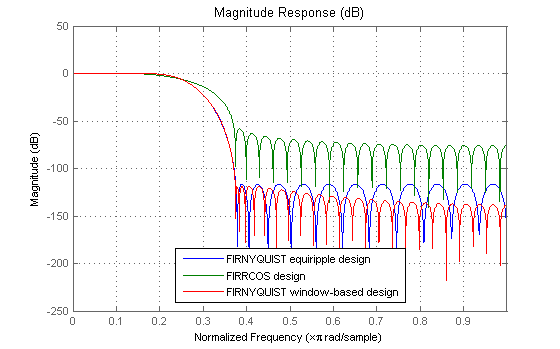 Magnitude Response (dB)
50
0
-50
-100
-150
-200
-250
Magnitude (dB)
FIRNYQUIST equiripple design
FIRRCOS design
FIRNYQUIST window-based design
0 0.1 0.2 0.3 0.4 0.5 0.6 0.7 0.8 0.9
Normalized Frequency (×π rad/sample)